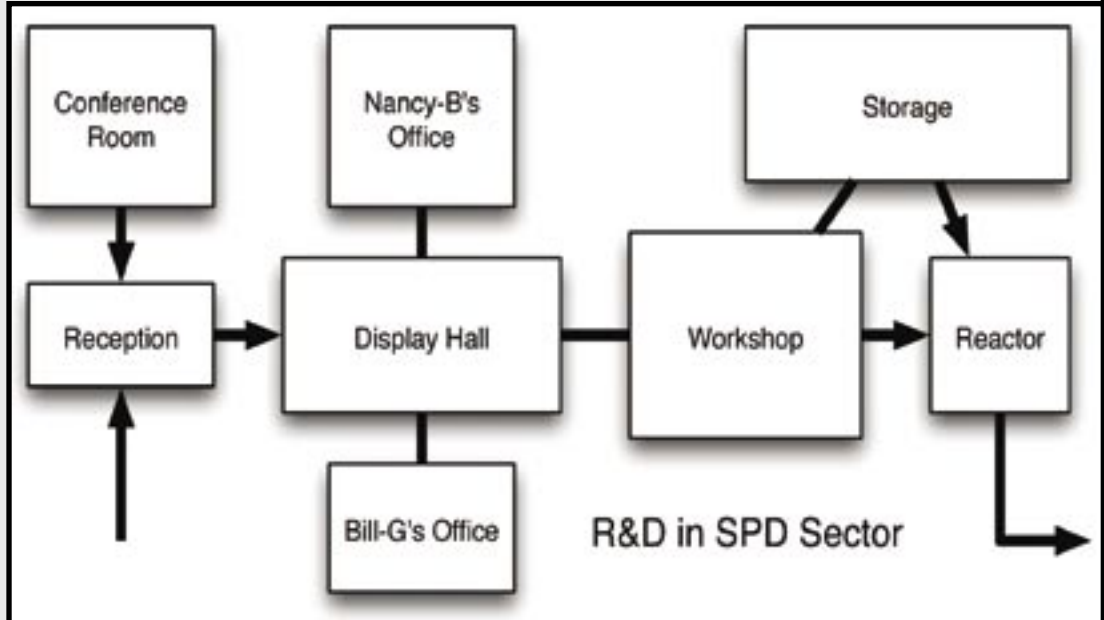 Conference
Room
Nancy-B's
Office
Storage
Reception
Display Hall
Workshop
Reactor
Bill-G's Office
R&D in SPD Sector